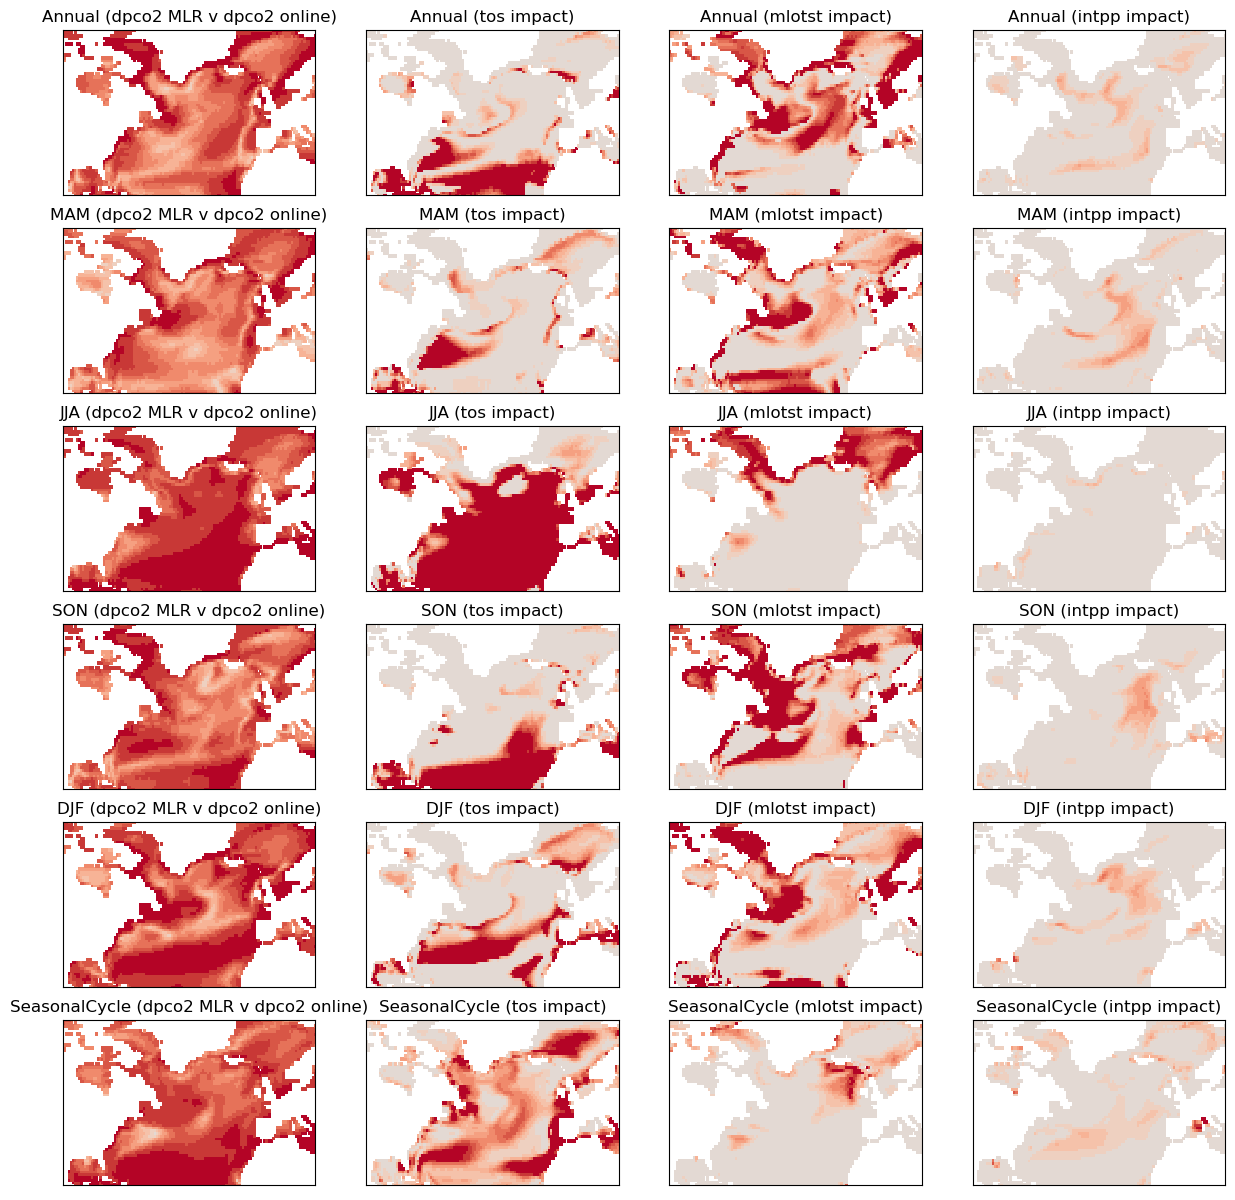 Annual (dpco2 MLR v dpco2 online)
Annual (tos impact)
Annual (mlotst impact)
Annual (intpp impact)
MAM (dpco2 MLR v dpco2 online)
MAM (tos impact)
MAM (mlotst impact)
MAM (intpp impact)
JJA (dpco2 MLR v dpco2 online)
JJA (tos impact)
JJA (mlotst impact)
JJA (intpp impact)
SON (dpco2 MLR v dpco2 online)
SON (tos impact)
SON (mlotst impact)
SON (intpp impact)
DJF (dpco2 MLR v dpco2 online)
DJF (tos impact)
DJF (mlotst impact)
DJF (intpp impact)
SeasonalCycle (dpco2 MLR v dpco2 online)
SeasonalCycle (tos impact)
SeasonalCycle (mlotst impact)
SeasonalCycle (intpp impact)